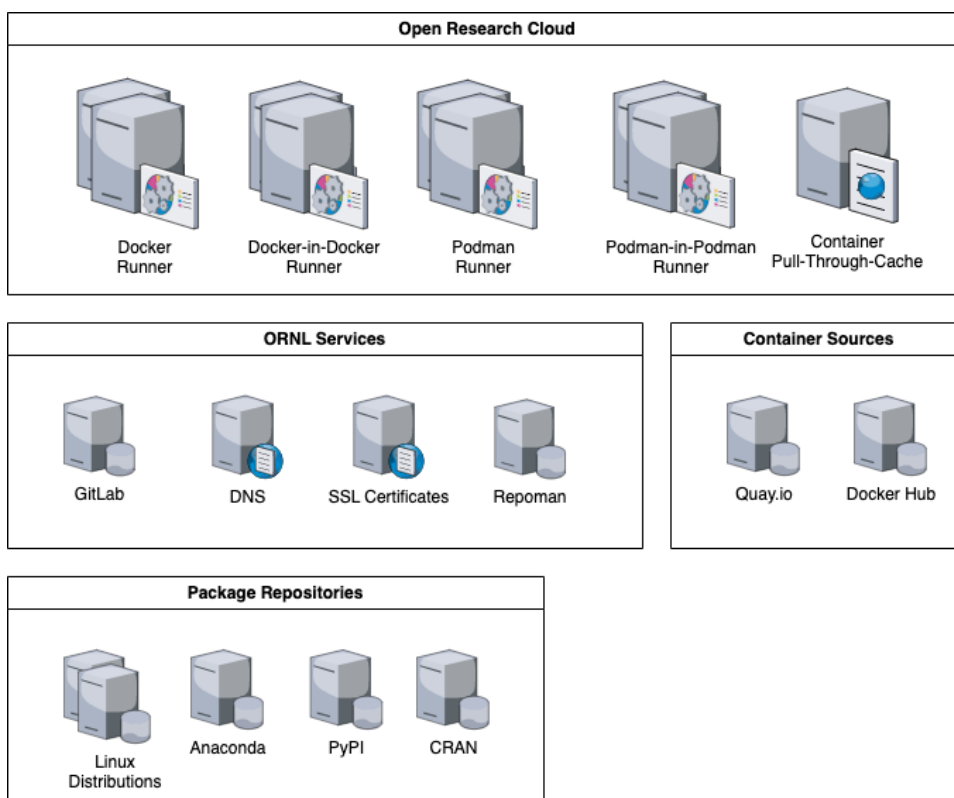 Open Research Cloud
Docker
Runner
Docker-in-Docker
Runner
Podman
Runner
Podman-in-Podman
Runner
Container
Pull-Through-Cache
ORNL Services
GitLab
DNS
SSL Certificates
Repoman
Container Sources
Quay.io
Docker Hub
Package Repositories
Linux
Distributions
Anaconda
PyPI
CRAN